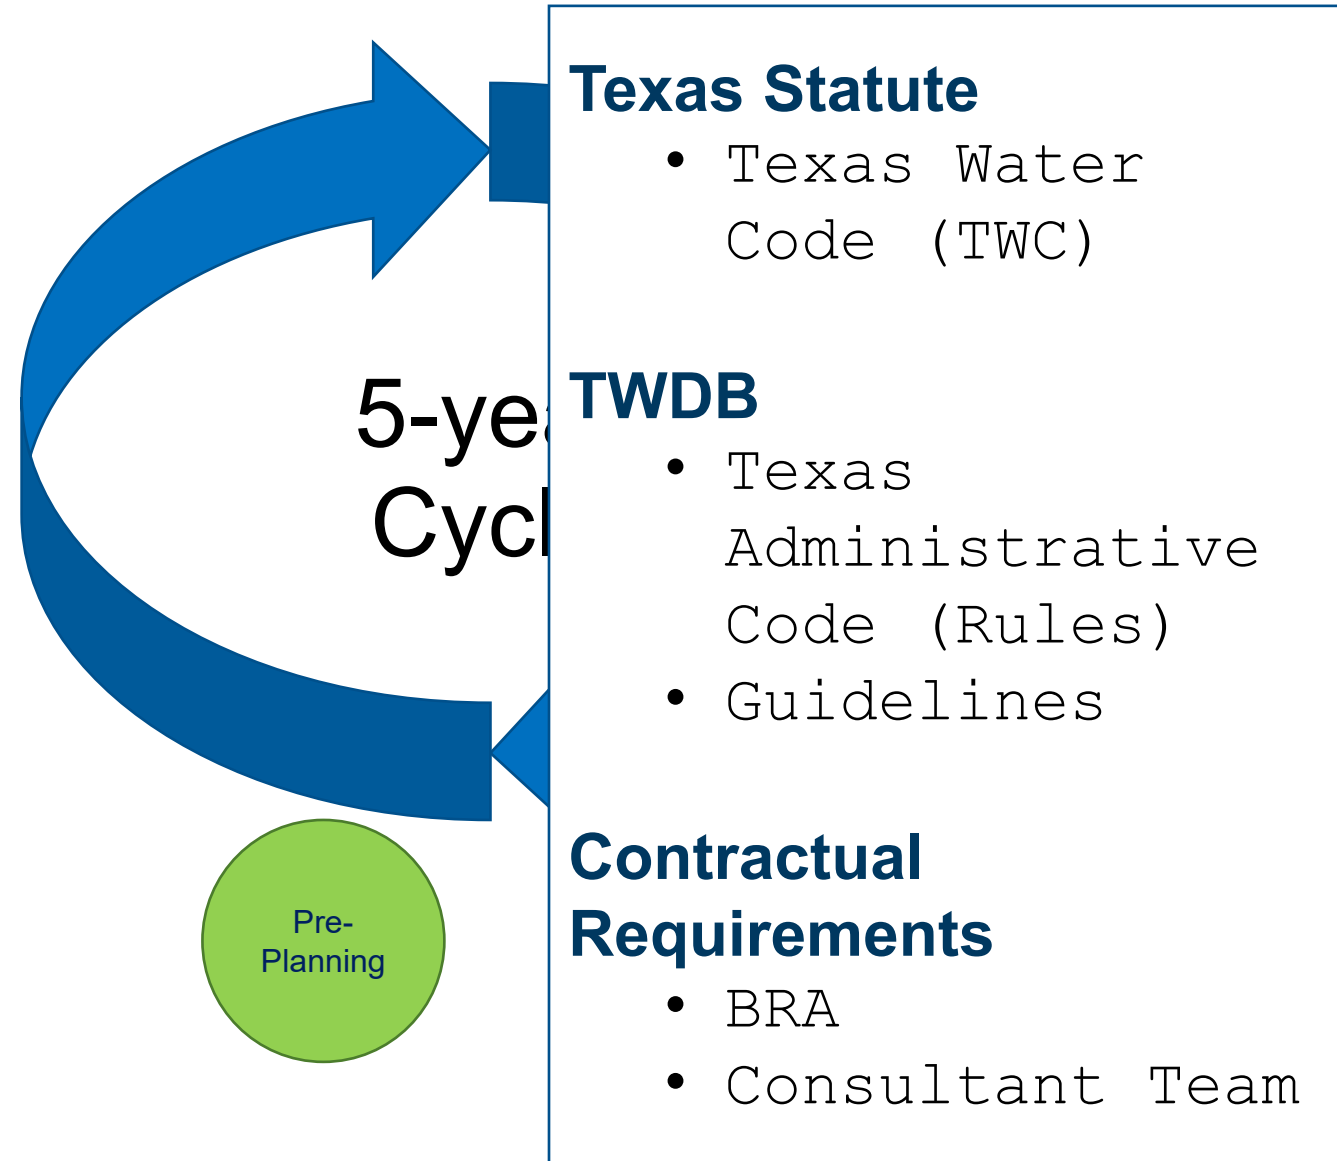 5-yea
Cycl
Pre-
Planning
Texas Statute
• Texas Water
Code (TWC)
TWDB
• Texas
Administrative
Code (Rules)
• Guidelines
Contractual
Requirements
• BRA
• Consultant Team